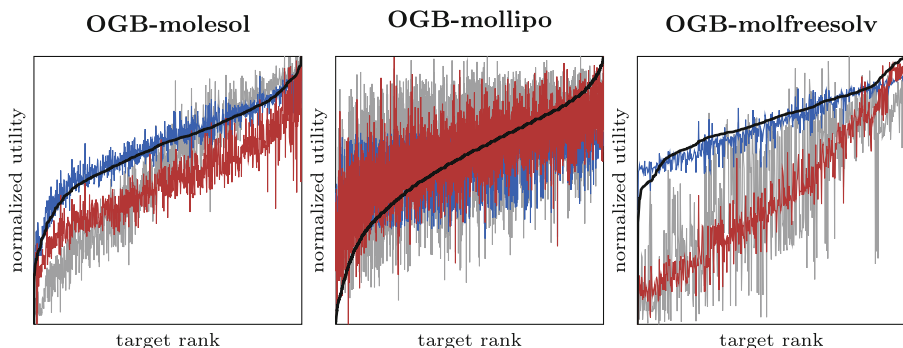 OGB-molesol
OGB-mollipo
OGB-molfreesolv
normalized utility
normalized utility
normalized utility
target rank
target rank
target rank